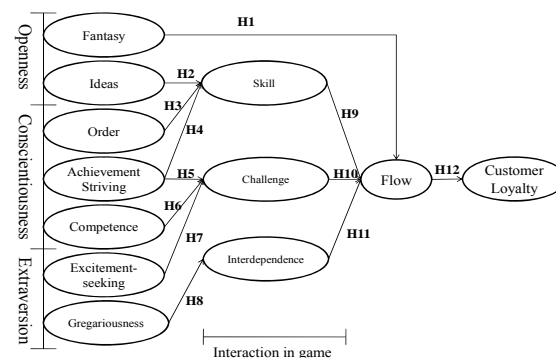 Openness
Conscientiousness
Extraversion
Fantasy
Ideas
Order
Achievement
Striving
Competence
Excitement-
seeking
Gregariousness
H1
H2
H3
H4
H5
H6
H7
H8
Skill
Challenge
Interdependence
H9
H10
H11
Flow
H12
Customer
Loyalty
Interaction in game